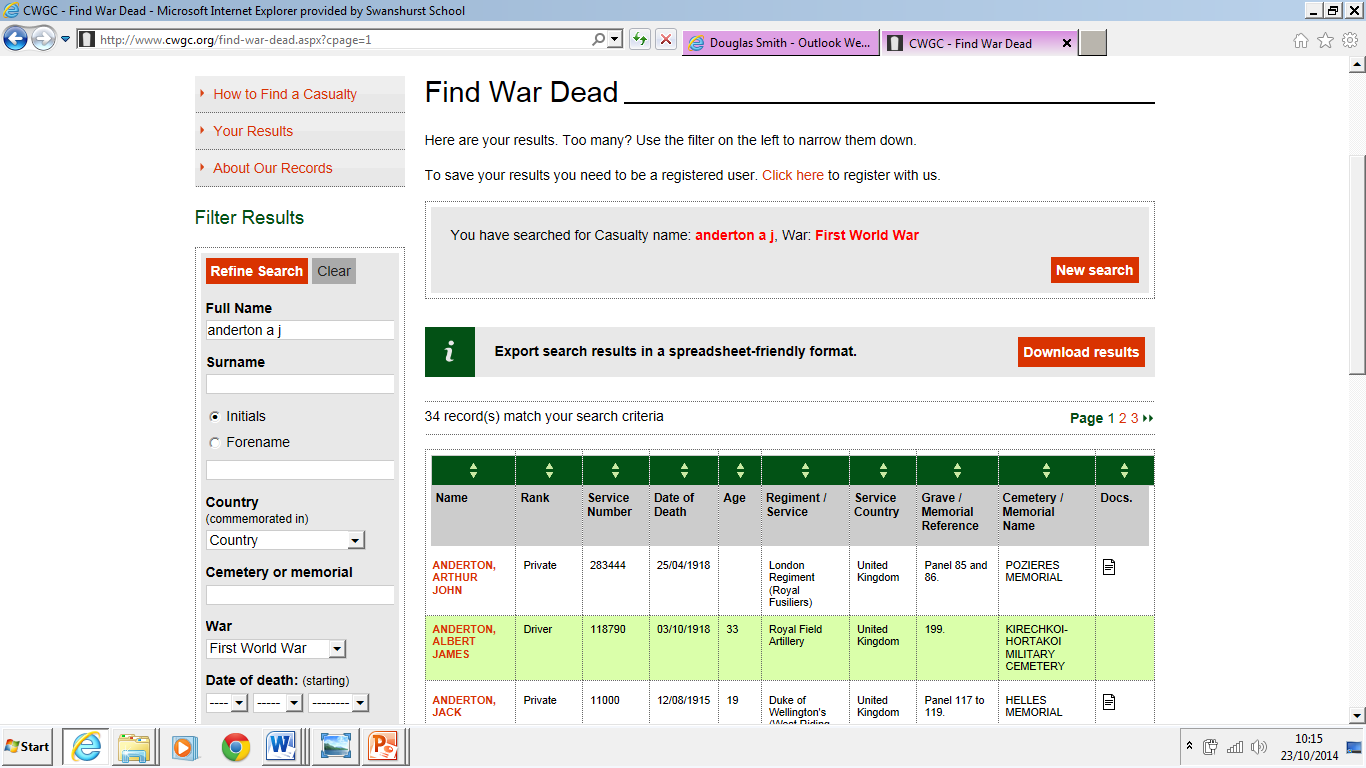 CWGC - Find War Dead - Microsoft Internet Explorer provided by Swanshurst School
http://www.cwgc.org/find-war-dead.aspx?cpage=1
Douglas Smith - Outlook We...
CWGC - Find War Dead
How to Find a Casualty
Your Results
About Our Records
Filter Results
Refine Search Clear
Full Name
anderton a j
Surname
Initials
Forename
Country
(commemorated in)
Country
Cemetery or memorial
War
First World War
Date of death: (starting)
---- ----- --------
Find War Dead
Here are your results. Too many? Use the filter on the left to narrow them down.
To save your results you need to be a registered user. Click here to register with us.
You have searched for Casualty name: anderton a j, War: First World War
New search
i
Export search results in a spreadsheet-friendly format.
Download results
34 record(s) match your search criteria
Page 1 2 3
Name
Rank
Service
Number
Date of
Death
Age
Regiment /
Service
Service
Country
Grave /
Memorial
Reference
Cemetery /
Memorial
Name
Docs.
ANDERTON,
ARTHUR
JOHN
Private
283444
25/04/1918
London
Regiment
(Royal
Fusiliers)
United
Kingdom
Panel 85 and
86.
POZIERES
MEMORIAL
ANDERTON,
ALBERT
JAMES
Driver
118790
03/10/1918
33
Royal Field
Artillery
United
Kingdom
199.
KIRECHKOI-
HORTAKOI
MILITARY
CEMETERY
ANDERTON,
JACK
Private
11000
12/08/1915
19
Duke of
Wellington's
(West Riding
United
Kingdom
Panel 117 to
119.
HELLES
MEMORIAL
Start
10:15
23/10/2014